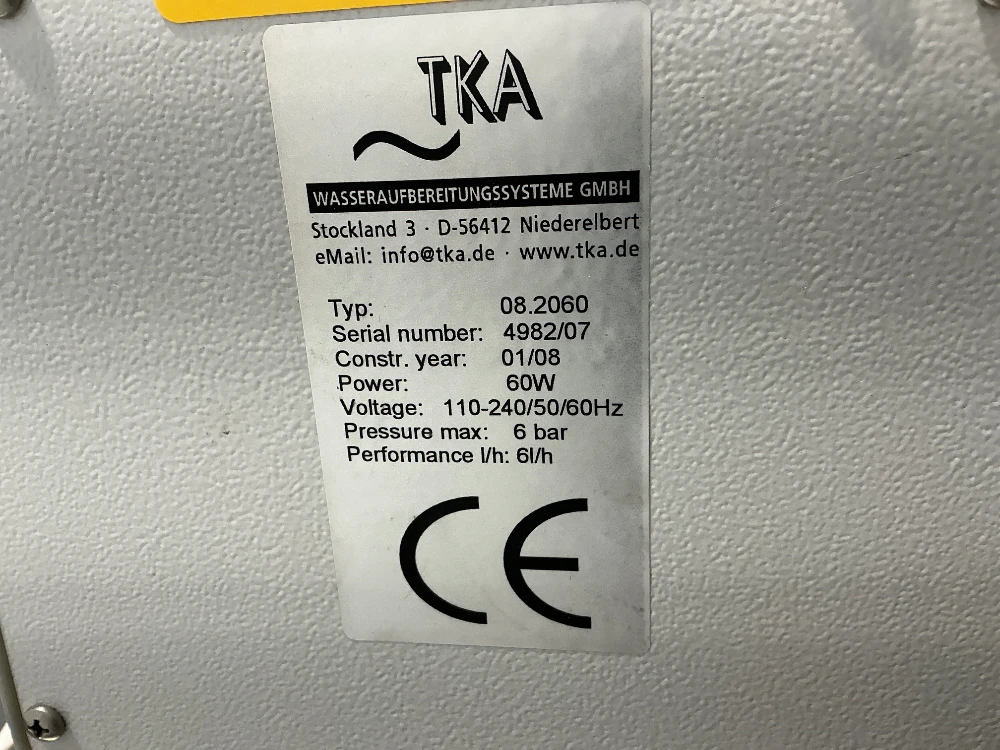 TKA
WASSERAUFBEREITUNGSSYSTEME GMBH
Stockland 3 · D-56412 Niederelbert
eMail: info@tka.de · www.tka.de
Typ: 08.2060
Serial number: 4982/07
Constr. year: 01/08
Power: 60W
Voltage: 110-240/50/60Hz
Pressure max: 6 bar
Performance l/h: 6l/h
CE